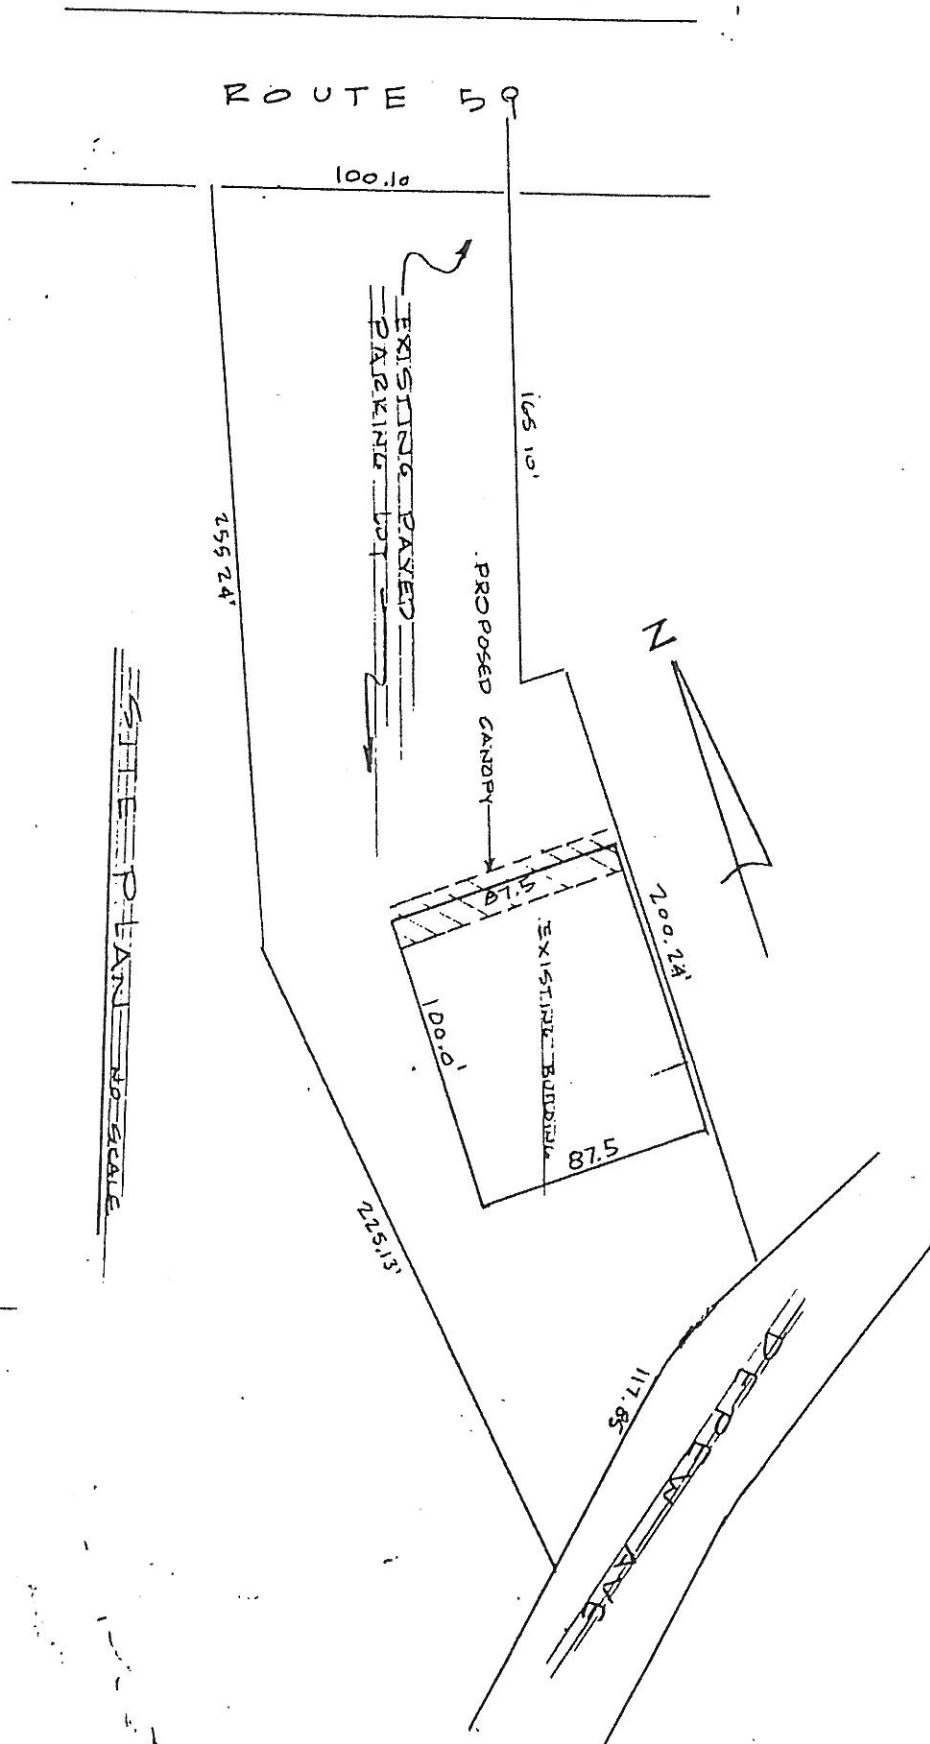 ROUTE 59
100.10
EXISTING PAVED
PARKING LOT
165 10'
255 24'
PROPOSED CANOPY
N
87.5
200.24'
EXISTING BUILDING
100.0'
87.5
SITE PLAN NO SCALE
225.13'
117.85